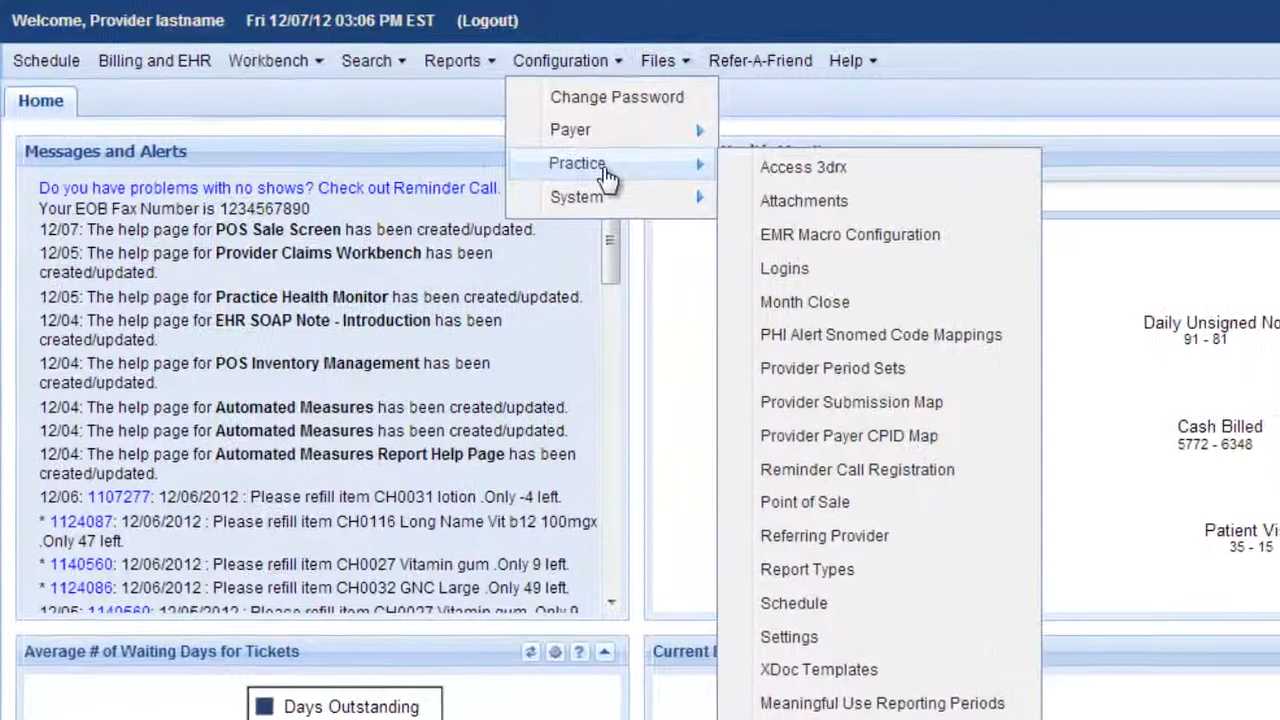 Welcome, Provider lastname Fri 12/07/12 03:06 PM EST (Logout)
Schedule Billing and EHR Workbench Search Reports Configuration Files Refer-A-Friend Help
Home
Change Password
Payer
Practice
System
Access 3drx
Attachments
EMR Macro Configuration
Logins
Month Close
PHI Alert Snomed Code Mappings
Provider Period Sets
Provider Submission Map
Provider Payer CPID Map
Reminder Call Registration
Point of Sale
Referring Provider
Report Types
Schedule
Settings
XDoc Templates
Meaningful Use Reporting Periods
Messages and Alerts
Do you have problems with no shows? Check out Reminder Call.
Your EOB Fax Number is 1234567890
12/07: The help page for POS Sale Screen has been created/updated.
12/05: The help page for Provider Claims Workbench has been
created/updated.
12/05: The help page for Practice Health Monitor has been created/updated.
12/04: The help page for EHR SOAP Note - Introduction has been
created/updated.
12/04: The help page for POS Inventory Management has been
created/updated.
12/04: The help page for Automated Measures has been created/updated.
12/04: The help page for Automated Measures has been created/updated.
12/04: The help page for Automated Measures Report Help Page has been
created/updated.
12/06: 1107277: 12/06/2012 : Please refill item CH0031 lotion .Only -4 left.
* 1124087: 12/06/2012 : Please refill item CH0116 Long Name Vit b12 100mgx
.Only 47 left.
* 1140560: 12/06/2012 : Please refill item CH0027 Vitamin gum .Only 9 left.
* 1124086: 12/06/2012 : Please refill item CH0032 GNC Large .Only 49 left.
12/05: 1140560: 12/05/2012 : Please refill item CH0027 Vitamin gum .Only 9
Daily Unsigned No
91 - 81
Cash Billed
5772 - 6348
Patient Vi
35 - 15
Average # of Waiting Days for Tickets
Days Outstanding
Current